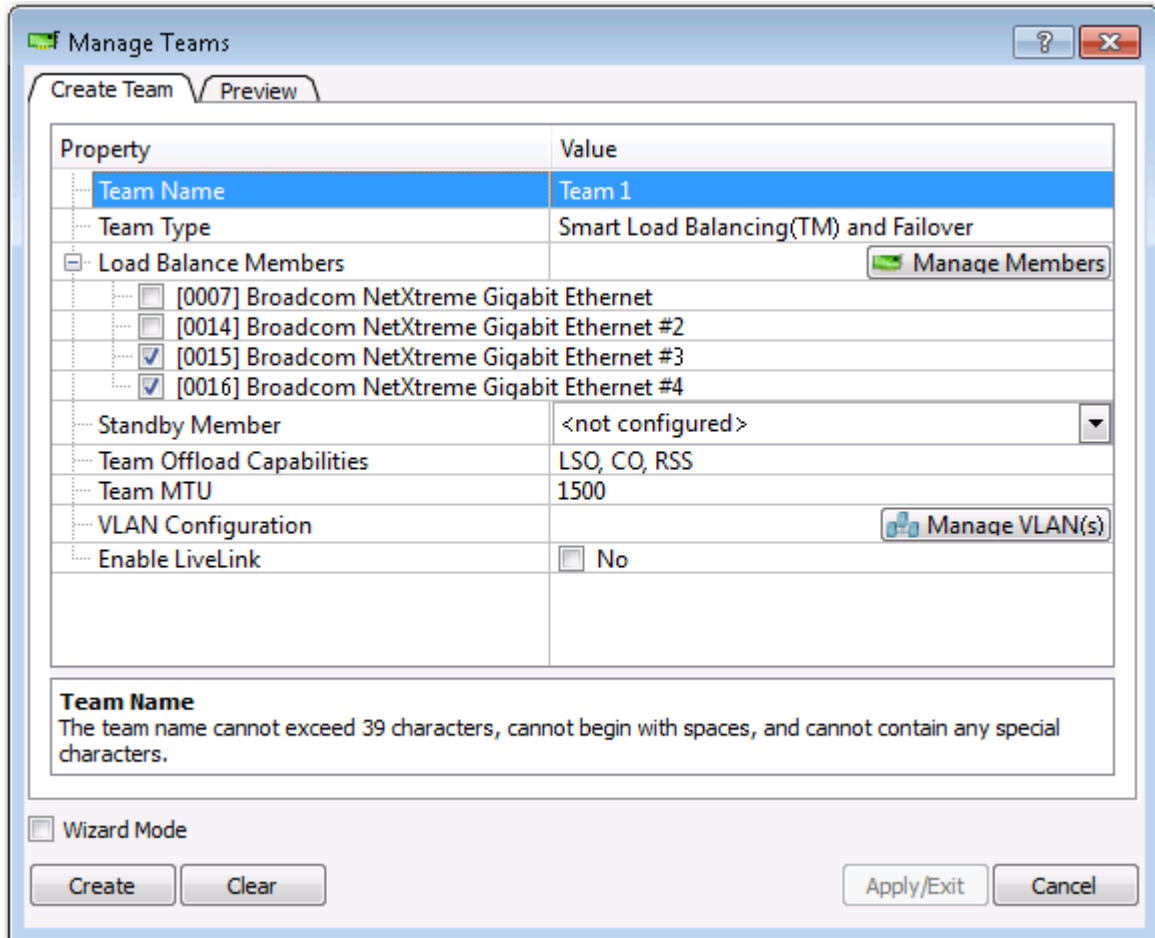 Manage Teams
Create Team Preview
Property Value
Team Name Team 1
Team Type Smart Load Balancing(TM) and Failover
Load Balance Members Manage Members
[0007] Broadcom NetXtreme Gigabit Ethernet
[0014] Broadcom NetXtreme Gigabit Ethernet #2
[0015] Broadcom NetXtreme Gigabit Ethernet #3
[0016] Broadcom NetXtreme Gigabit Ethernet #4
Standby Member <not configured>
Team Offload Capabilities LSO, CO, RSS
Team MTU 1500
VLAN Configuration Manage VLAN(s)
Enable LiveLink No
Team Name
The team name cannot exceed 39 characters, cannot begin with spaces, and cannot contain any special
characters.
Wizard Mode
Create Clear Apply/Exit Cancel